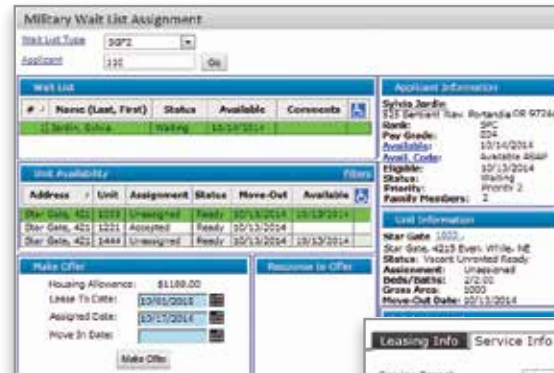 Military Wait List Assignment
Wait List Type
Applicant
Go
Wait List
# Name (Last, First) Status Available Comments
1 Jardin, Sylvia Waiting 10/14/2014
Unit Availability Filters
Address Unit Assignment Status Move-Out Available
Star Gate, 421 Unassigned Ready 10/13/2014 10/13/2014
Star Gate, 421 1221 Accepted Ready 10/13/2014
Star Gate, 421 1444 Unassigned Ready 10/13/2014 10/13/2014
Make Offer
Housing Allowance: $1188.00
Lease To Date:
Assigned Date: 10/17/2014
Move In Date:
Make Offer
Response to Offer
Applicant Information
Sylvia Jardin
Rank: SPC
Pay Grade: E04
Available: 10/14/2014
Avail. Code: Available ASAP
Eligible: 10/13/2014
Status: Waiting
Priority: Priority 2
Family Members: 2
Unit Information
Star Gate
Status: Vacant Unrented Ready
Assignment: Unassigned
Beds/Baths: 2/2.00
Gross Area: 1000
Move-Out Date: 10/13/2014
Leasing Info Service Info